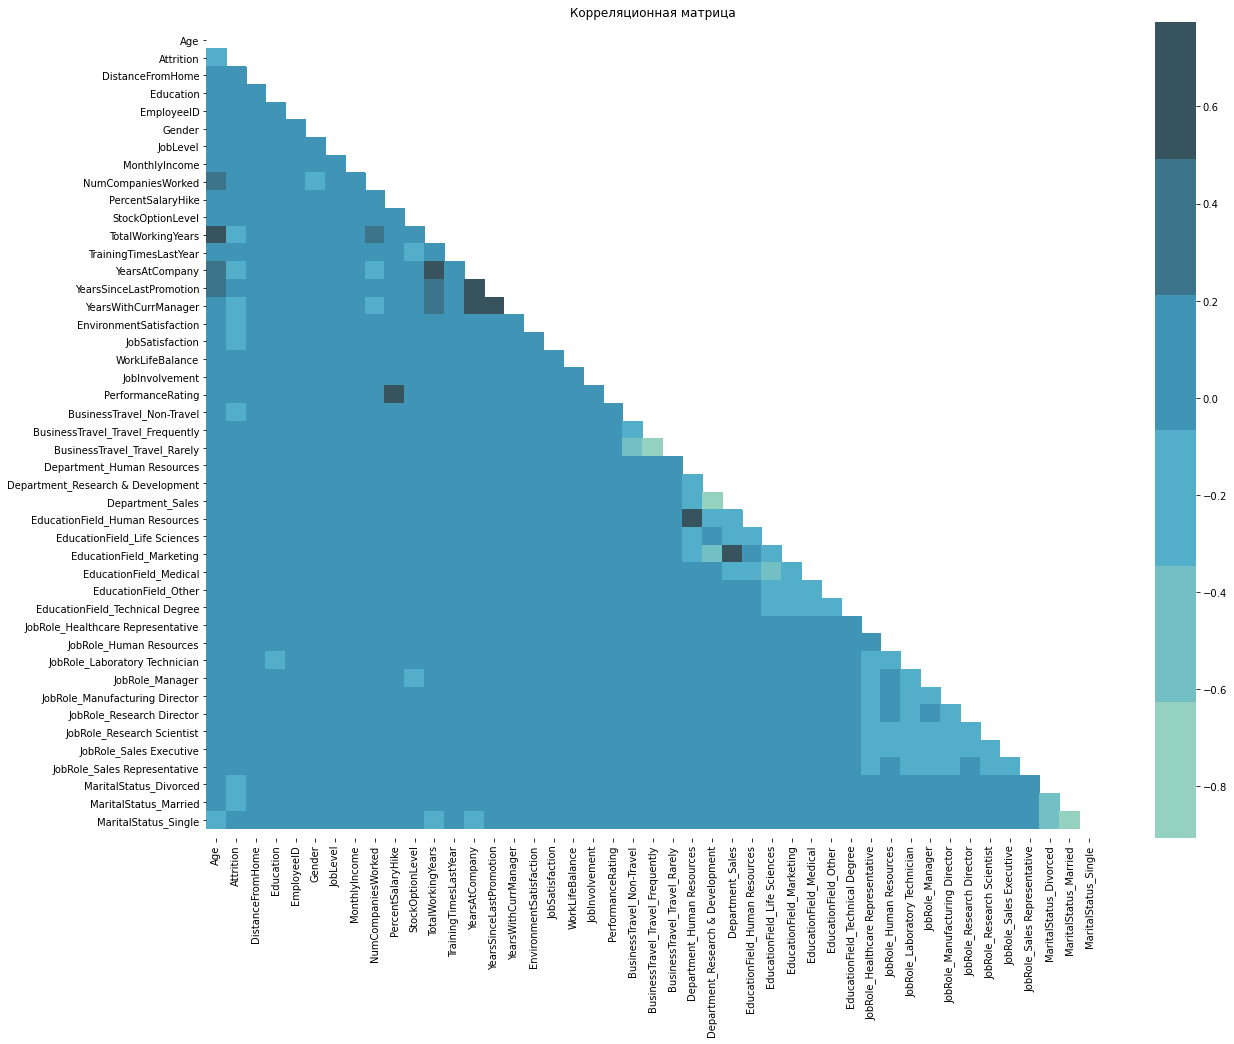 Корреляционная матрица
Age
Attrition
DistanceFromHome
Education
EmployeeID
Gender
JobLevel
MonthlyIncome
NumCompaniesWorked
PercentSalaryHike
StockOptionLevel
TotalWorkingYears
TrainingTimesLastYear
YearsAtCompany
YearsSinceLastPromotion
YearsWithCurrManager
EnvironmentSatisfaction
JobSatisfaction
WorkLifeBalance
JobInvolvement
PerformanceRating
BusinessTravel_Non-Travel
BusinessTravel_Travel_Frequently
BusinessTravel_Travel_Rarely
Department_Human Resources
Department_Research & Development
Department_Sales
EducationField_Human Resources
EducationField_Life Sciences
EducationField_Marketing
EducationField_Medical
EducationField_Other
EducationField_Technical Degree
JobRole_Healthcare Representative
JobRole_Human Resources
JobRole_Laboratory Technician
JobRole_Manager
JobRole_Manufacturing Director
JobRole_Research Director
JobRole_Research Scientist
JobRole_Sales Executive
JobRole_Sales Representative
MaritalStatus_Divorced
MaritalStatus_Married
MaritalStatus_Single
Age
Attrition
DistanceFromHome
Education
EmployeeID
Gender
JobLevel
MonthlyIncome
NumCompaniesWorked
PercentSalaryHike
StockOptionLevel
TotalWorkingYears
TrainingTimesLastYear
YearsAtCompany
YearsSinceLastPromotion
YearsWithCurrManager
EnvironmentSatisfaction
JobSatisfaction
WorkLifeBalance
JobInvolvement
PerformanceRating
BusinessTravel_Non-Travel
BusinessTravel_Travel_Frequently
BusinessTravel_Travel_Rarely
Department_Human Resources
Department_Research & Development
Department_Sales
EducationField_Human Resources
EducationField_Life Sciences
EducationField_Marketing
EducationField_Medical
EducationField_Other
EducationField_Technical Degree
JobRole_Healthcare Representative
JobRole_Human Resources
JobRole_Laboratory Technician
JobRole_Manager
JobRole_Manufacturing Director
JobRole_Research Director
JobRole_Research Scientist
JobRole_Sales Executive
JobRole_Sales Representative
MaritalStatus_Divorced
MaritalStatus_Married
MaritalStatus_Single
0.6
0.4
0.2
0.0
−0.2
−0.4
−0.6
−0.8